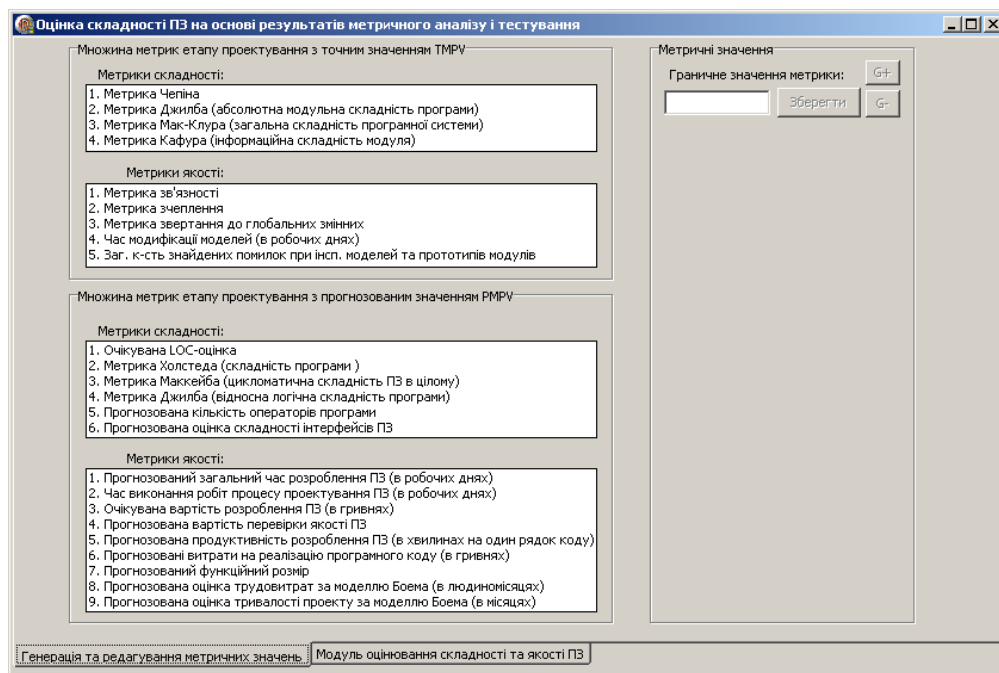 Оцінка складності ПЗ на основі результатів метричного аналізу і тестування
Множина метрик етапу проектування з точним значенням TMPV
Метрики складності:
1. Метрика Чепіна
2. Метрика Джилба (абсолютна модульна складність програми)
3. Метрика Мак-Клура (загальна складність програмної системи)
4. Метрика Кафура (інформаційна складність модуля)
Метрики якості:
1. Метрика зв'язності
2. Метрика зчеплення
3. Метрика звертання до глобальних змінних
4. Час модифікації моделей (в робочих днях)
5. Заг. к-сть знайдених помилок при інсп. моделей та прототипів модулів
Множина метрик етапу проектування з прогнозованим значенням PMPV
Метрики складності:
1. Очікувана LOC-оцінка
2. Метрика Холстеда (складність програми )
3. Метрика Маккейба (цикломатична складність ПЗ в цілому)
4. Метрика Джилба (відносна логічна складність програми)
5. Прогнозована кількість операторів програми
6. Прогнозована оцінка складності інтерфейсів ПЗ
Метрики якості:
1. Прогнозований загальний час розроблення ПЗ (в робочих днях)
2. Час виконання робіт процесу проектування ПЗ (в робочих днях)
3. Очікувана вартість розроблення ПЗ (в гривнях)
4. Прогнозована вартість перевірки якості ПЗ
5. Прогнозована продуктивність розроблення ПЗ (в хвилинах на один рядок коду)
6. Прогнозовані витрати на реалізацію програмного коду (в гривнях)
7. Прогнозований функційний розмір
8. Прогнозована оцінка трудовитрат за моделлю Боема (в людиномісяцях)
9. Прогнозована оцінка тривалості проекту за моделлю Боема (в місяцях)
Метричні значення
Граничне значення метрики:
G+
Зберегти
G-
Генерація та редагування метричних значень
Модуль оцінювання складності та якості ПЗ